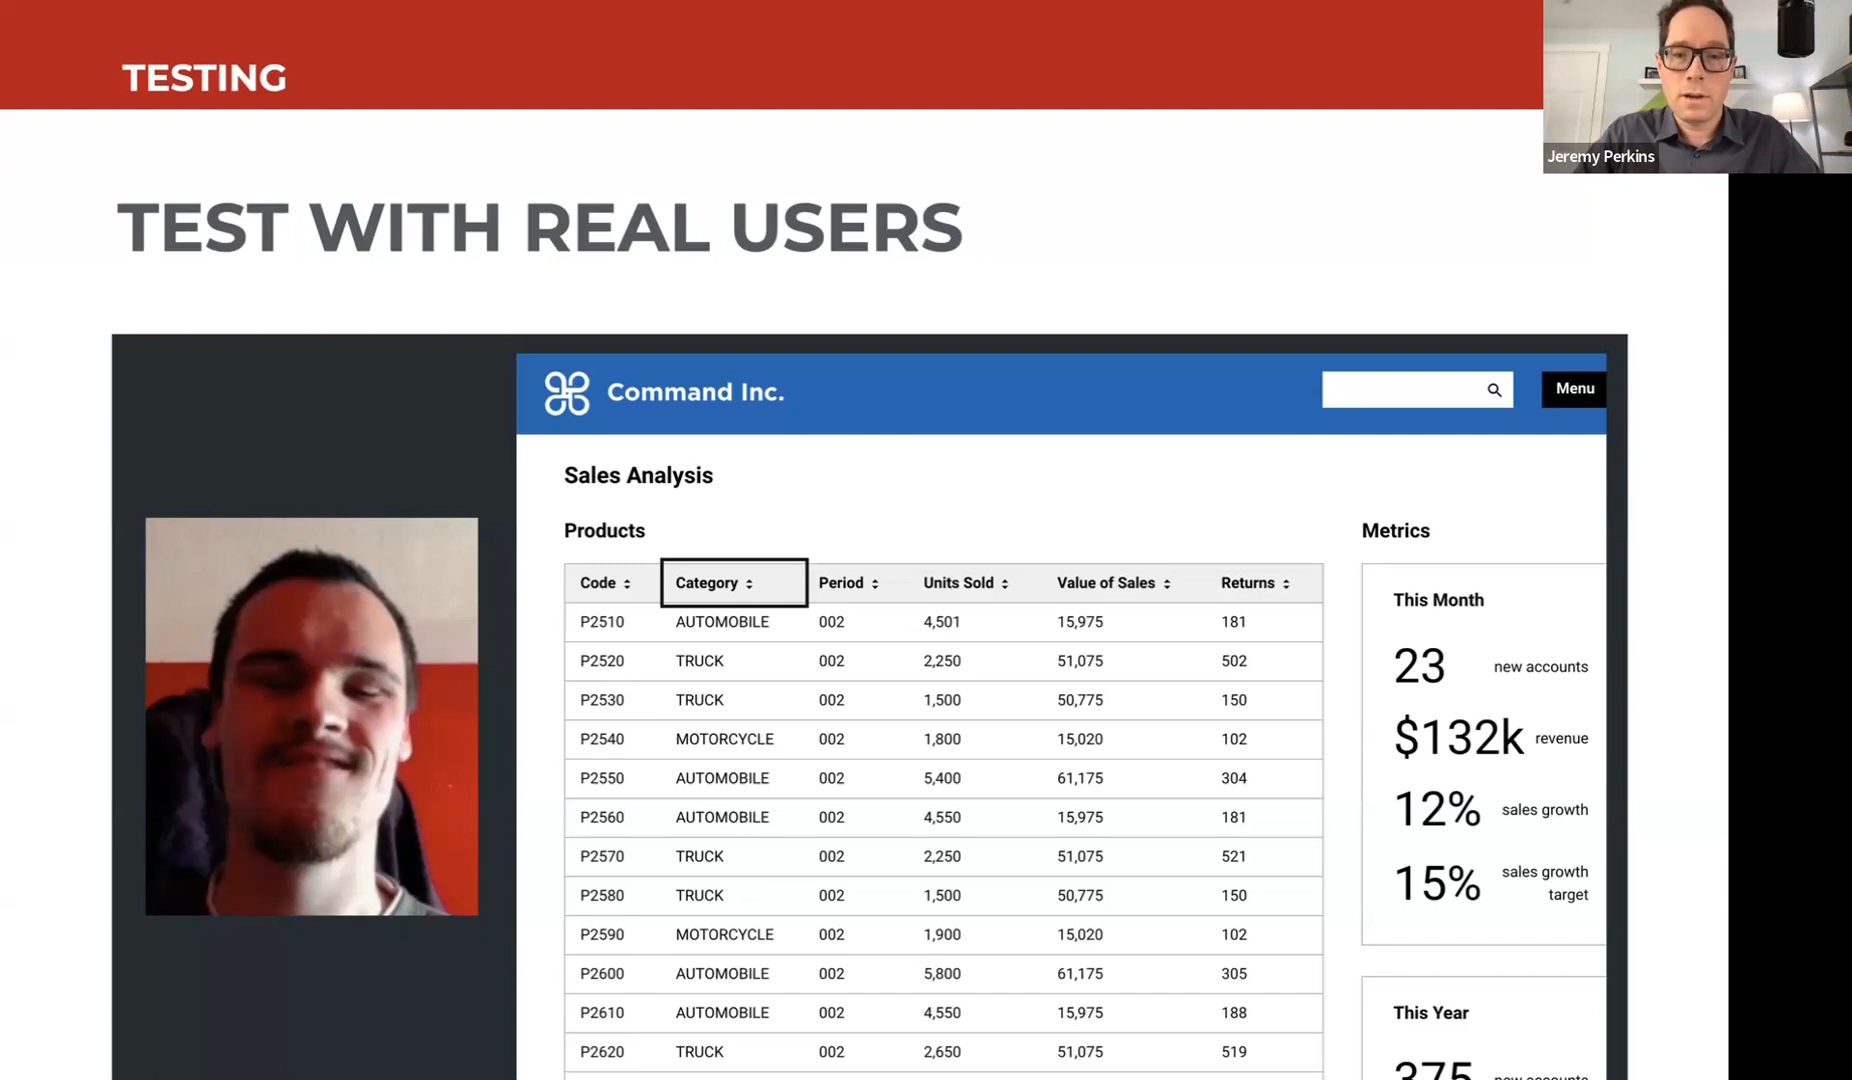 TESTING
Jeremy Perkins
TEST WITH REAL USERS
Command Inc.
Menu
Sales Analysis
Products
Code Category Period Units Sold Value of Sales Returns
P2510 AUTOMOBILE 002 4,501 15,975 181
P2520 TRUCK 002 2,250 51,075 502
P2530 TRUCK 002 1,500 50,775 150
P2540 MOTORCYCLE 002 1,800 15,020 102
P2550 AUTOMOBILE 002 5,400 61,175 304
P2560 AUTOMOBILE 002 4,550 15,975 181
P2570 TRUCK 002 2,250 51,075 521
P2580 TRUCK 002 1,500 50,775 150
P2590 MOTORCYCLE 002 1,900 15,020 102
P2600 AUTOMOBILE 002 5,800 61,175 305
P2610 AUTOMOBILE 002 4,550 15,975 188
P2620 TRUCK 002 2,650 51,075 519
Metrics
This Month
23 new accounts
$132k revenue
12% sales growth
15% sales growth
target
This Year
375 new accounts